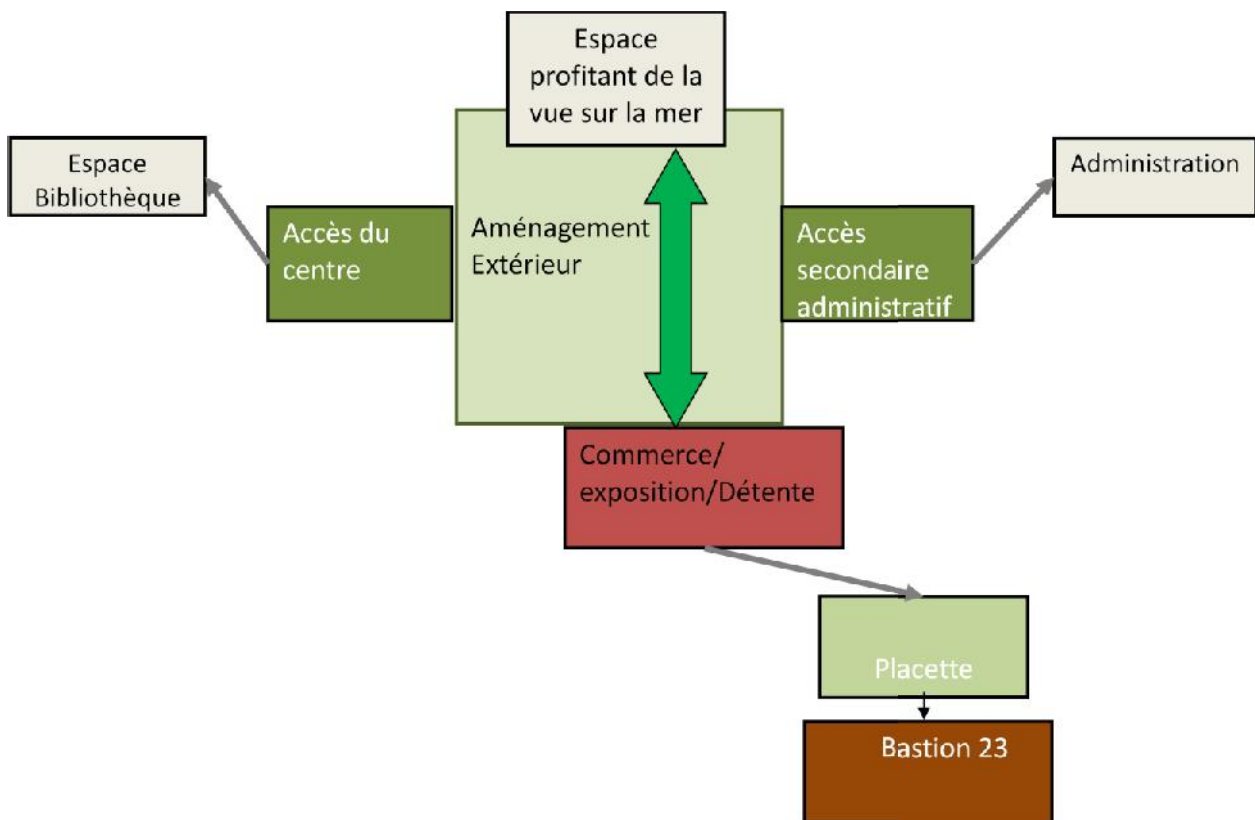 Espace
profitant de la
vue sur la mer
Espace
Bibliothèque
Administration
Accès du
centre
Aménagement
Extérieur
Accès
secondaire
administratif
Commerce/
exposition/Détente
Placette
Bastion 23